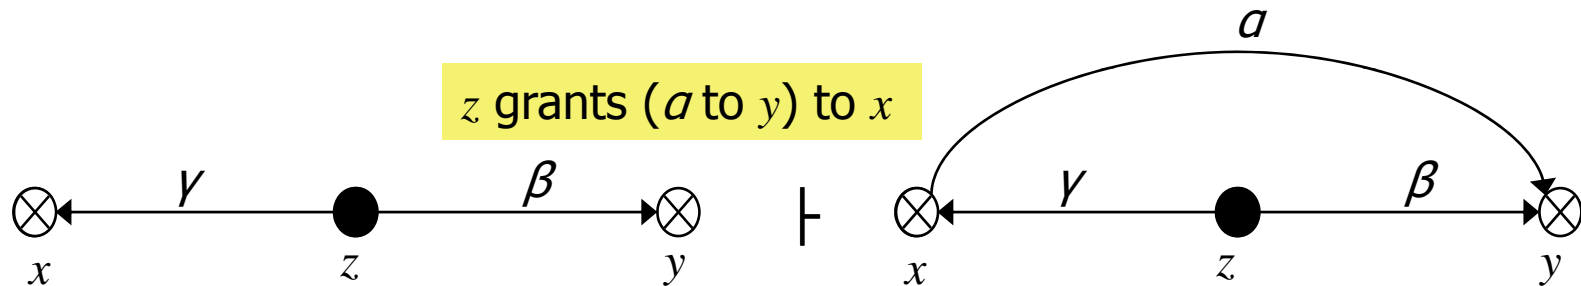 a
z grants (a to y) to x
γ β ⊢ γ β
x z y x z y